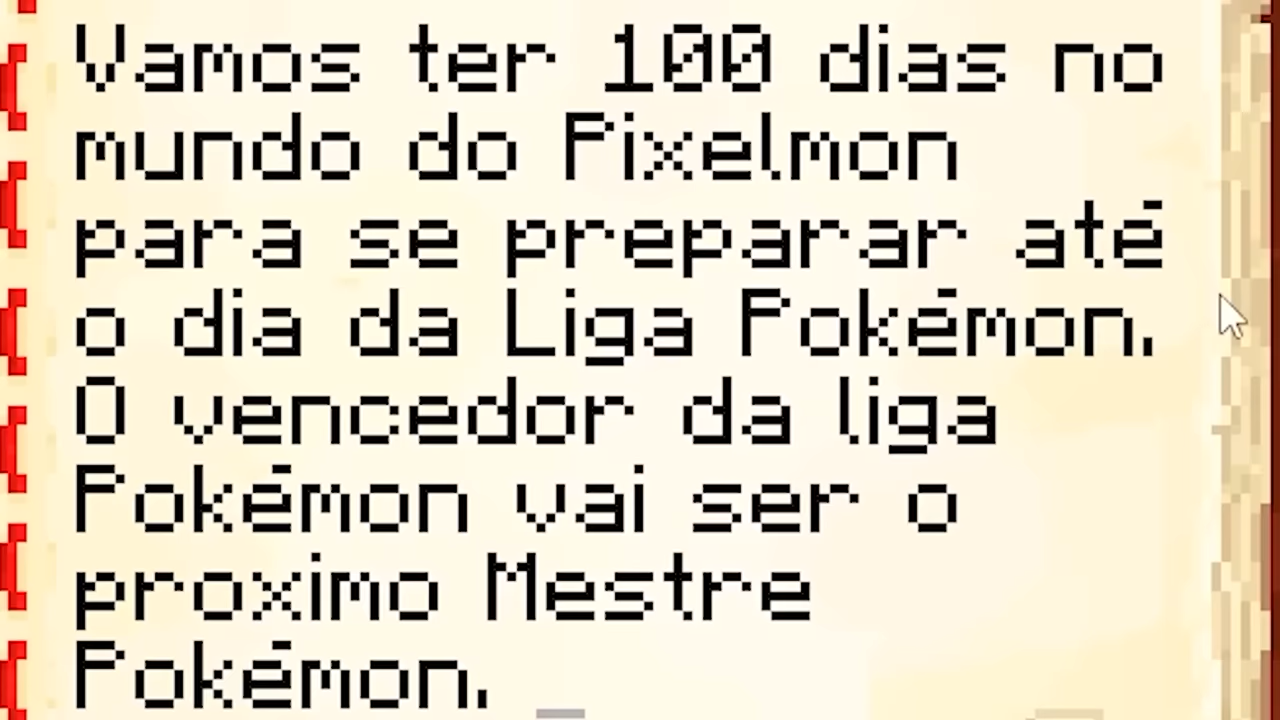 Vamos ter 100 dias no
mundo do Pixelmon
para se preparar até
o dia da Liga Pokémon.
O vencedor da liga
Pokémon vai ser o
proximo Mestre
Pokémon.